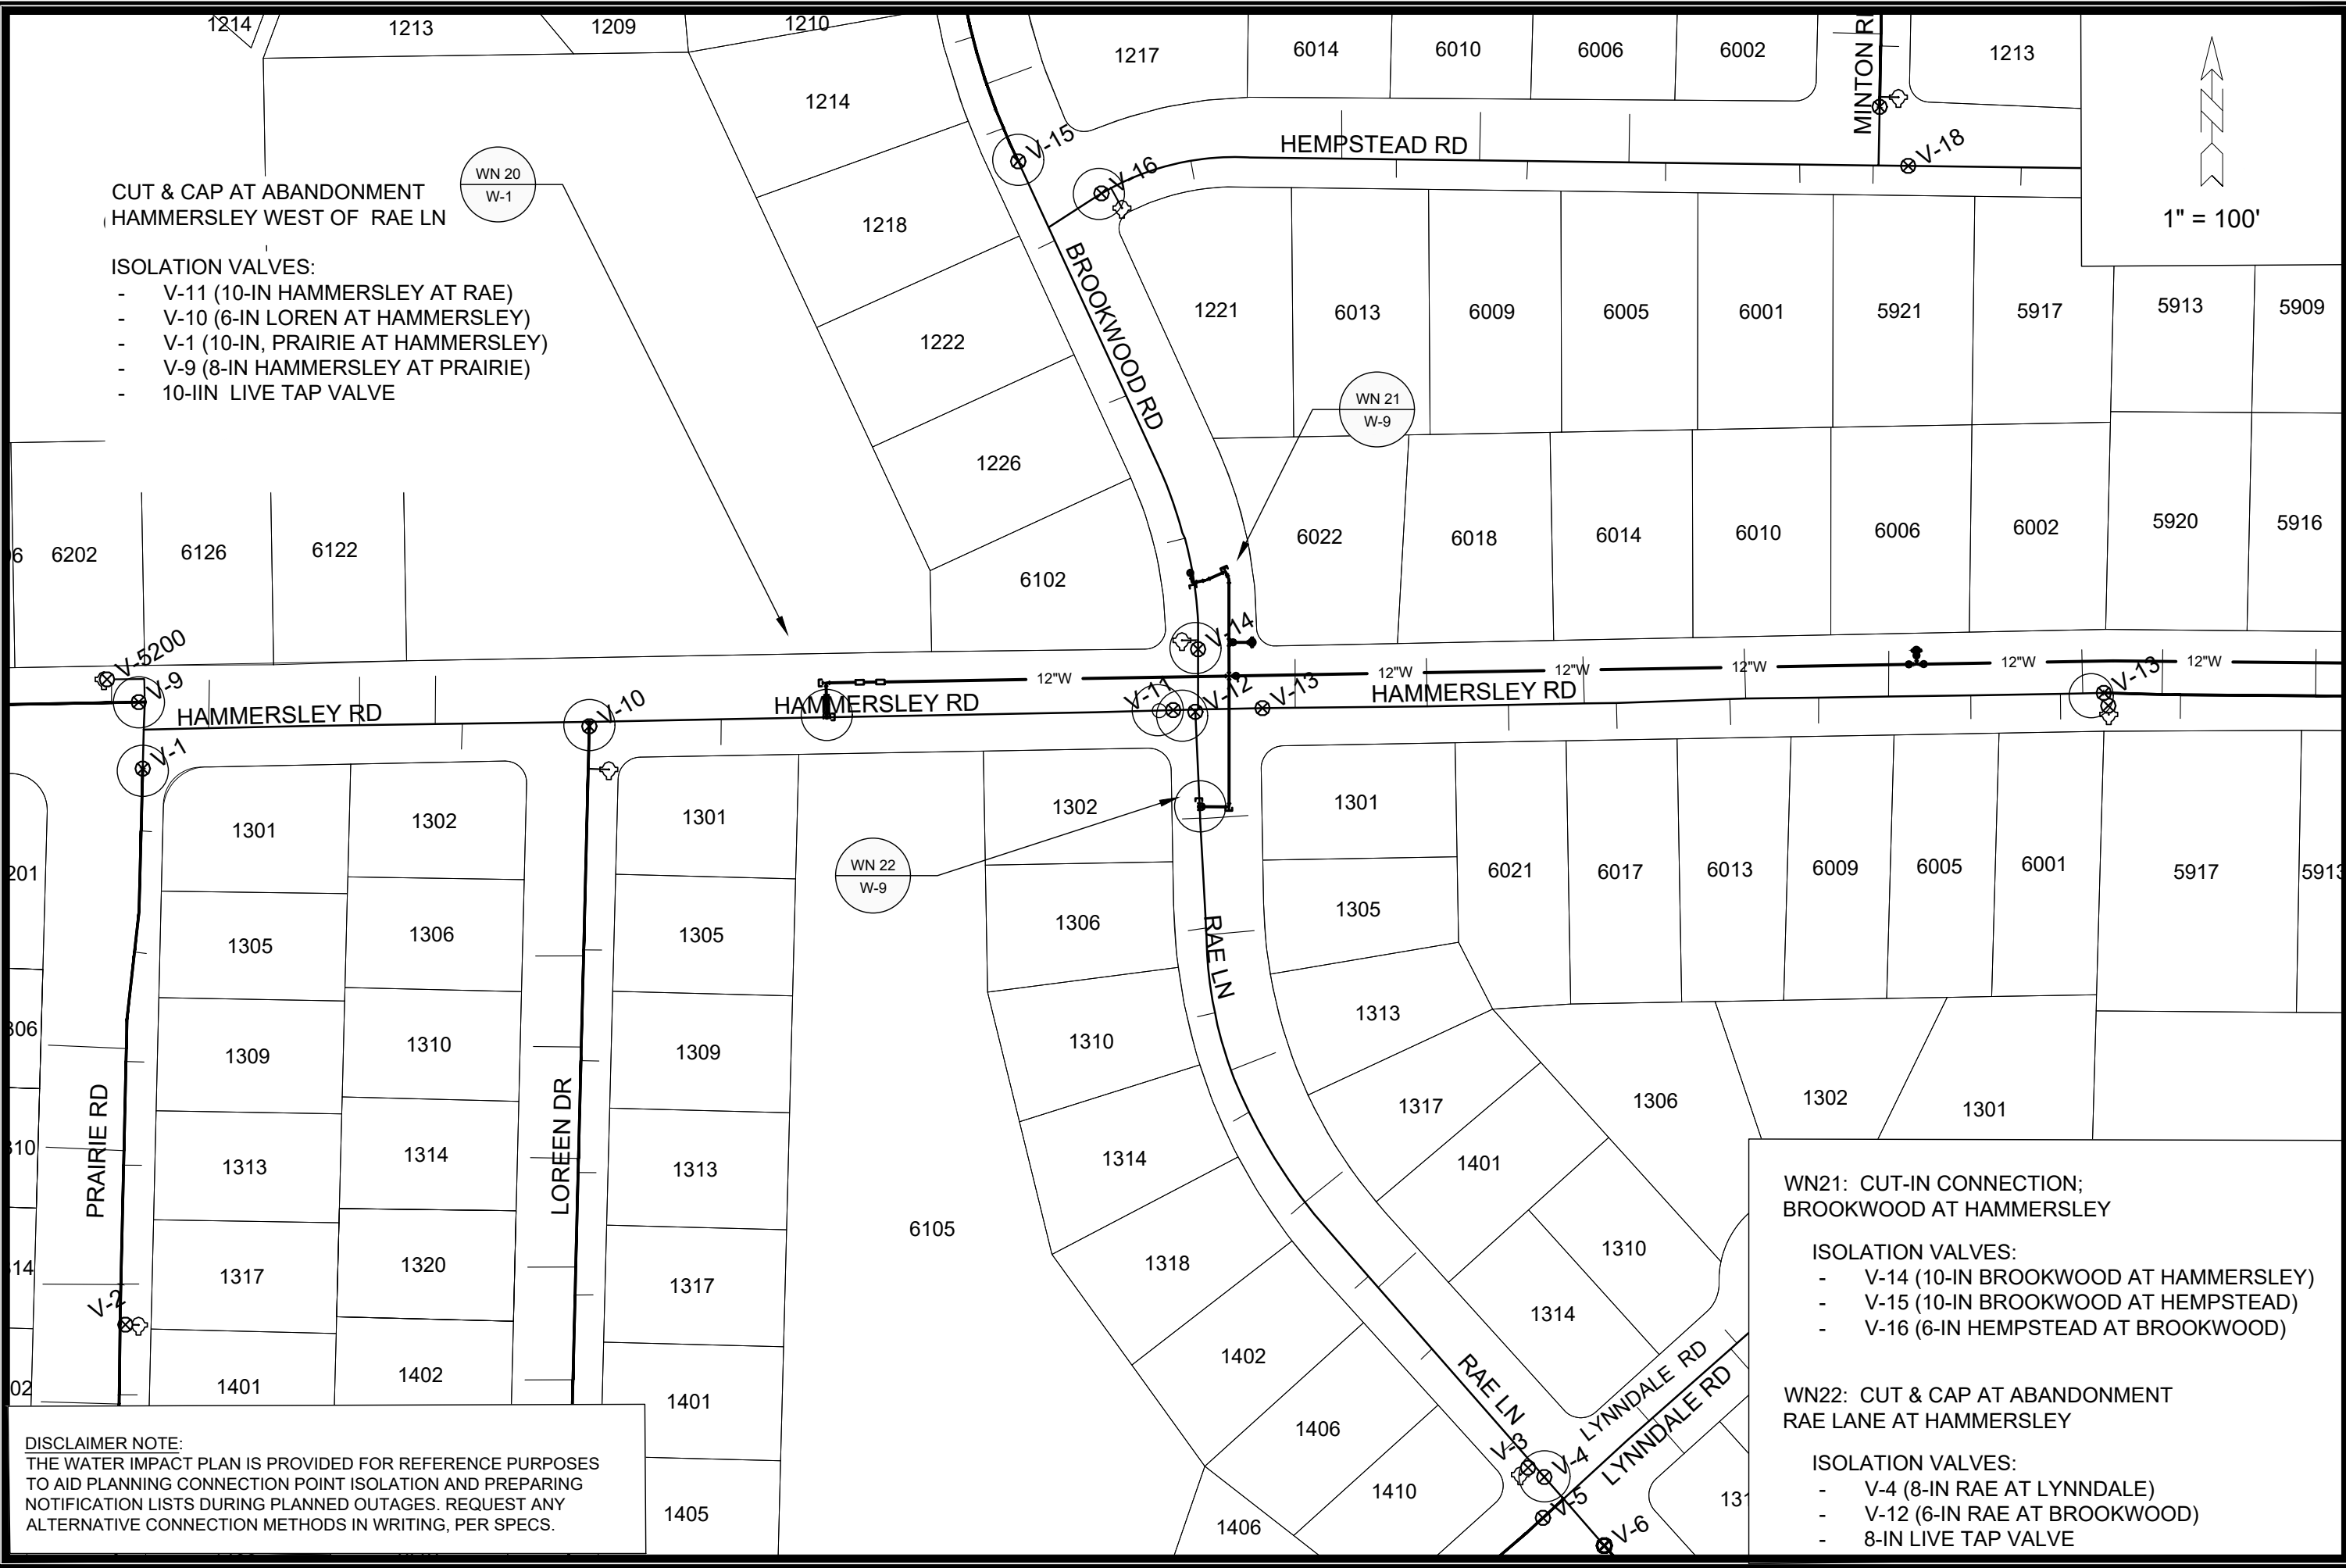 1214
1213
1209
1210
1217
6014
6010
6006
6002
MINTON
1213
1214
V-15
V-16
HEMPSTEAD RD
V-18
1" = 100'
WN 20
W-1
CUT & CAP AT ABANDONMENT
HAMMERSLEY WEST OF RAE LN
ISOLATION VALVES:
- V-11 (10-IN HAMMERSLEY AT RAE)
- V-10 (6-IN LOREN AT HAMMERSLEY)
- V-1 (10-IN, PRAIRIE AT HAMMERSLEY)
- V-9 (8-IN HAMMERSLEY AT PRAIRIE)
- 10-IIN LIVE TAP VALVE
1218
1222
1226
6102
BROOKWOOD RD
1221
6013
6009
6005
6001
5921
5917
5913
5909
WN 21
W-9
6202
6126
6122
6022
6018
6014
6010
6006
6002
5920
5916
V-5200
V-9
V-1
HAMMERSLEY RD
V-10
HAMMERSLEY RD
12"W
V-11
V-12
V-14
V-13
12"W
12"W
12"W
12"W
12"W
HAMMERSLEY RD
V-13
1301
1302
1301
1302
1301
WN 22
W-9
201
1305
1306
1305
1306
1305
6021
6017
6013
6009
6005
6001
5917
5913
RAE LN
306
1309
1310
1309
1310
1313
PRAIRIE RD
LOREEN DR
310
1313
1314
1313
1314
1317
1306
1302
1301
1401
6105
314
1317
1320
1317
1318
1310
1314
V-2
02
1401
1402
1401
1402
1406
1410
1405
1406
RAE LN
LYNNDALE RD
LYNNDALE RD
V-3
V-4
V-5
V-6
131
WN21: CUT-IN CONNECTION;
BROOKWOOD AT HAMMERSLEY
ISOLATION VALVES:
- V-14 (10-IN BROOKWOOD AT HAMMERSLEY)
- V-15 (10-IN BROOKWOOD AT HEMPSTEAD)
- V-16 (6-IN HEMPSTEAD AT BROOKWOOD)
WN22: CUT & CAP AT ABANDONMENT
RAE LANE AT HAMMERSLEY
ISOLATION VALVES:
- V-4 (8-IN RAE AT LYNNDALE)
- V-12 (6-IN RAE AT BROOKWOOD)
- 8-IN LIVE TAP VALVE
DISCLAIMER NOTE:
THE WATER IMPACT PLAN IS PROVIDED FOR REFERENCE PURPOSES
TO AID PLANNING CONNECTION POINT ISOLATION AND PREPARING
NOTIFICATION LISTS DURING PLANNED OUTAGES. REQUEST ANY
ALTERNATIVE CONNECTION METHODS IN WRITING, PER SPECS.